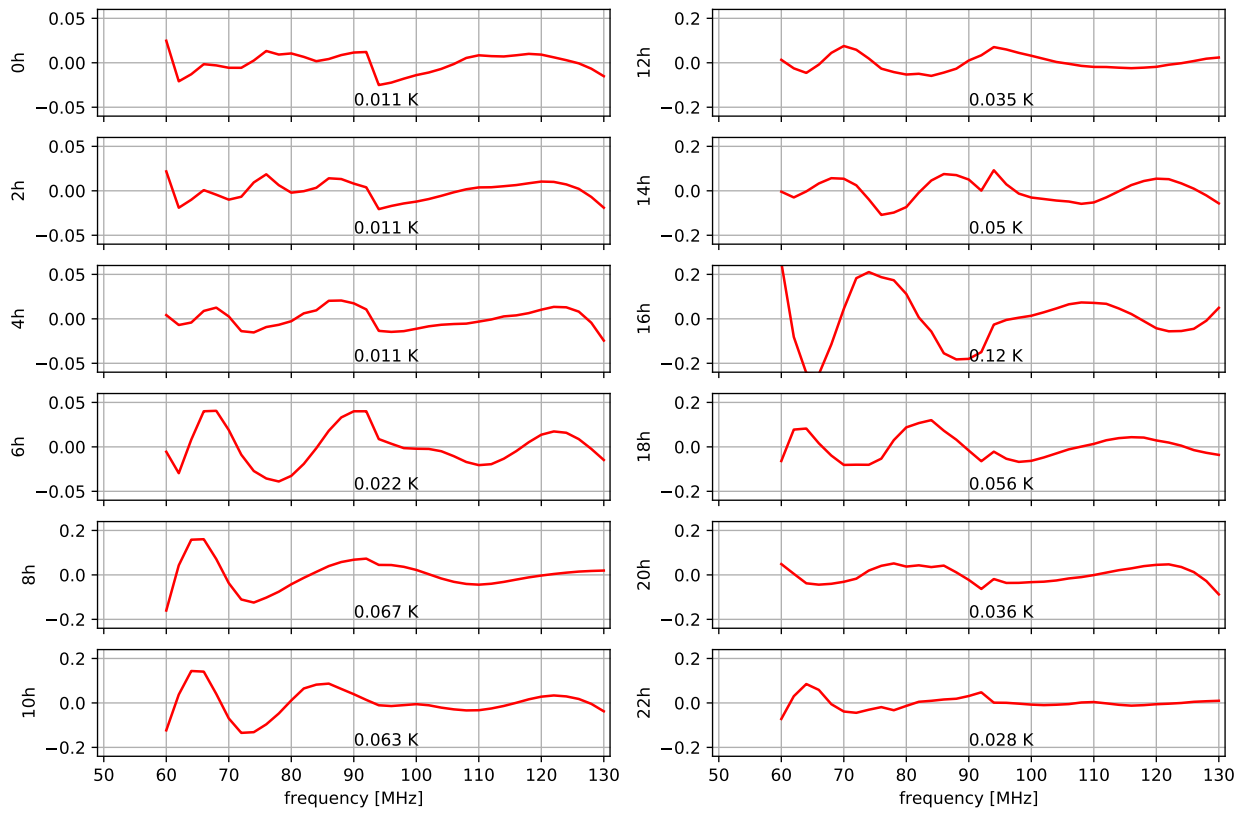 0h
0.05
0.00
−0.05
0.011 K
2h
0.05
0.00
−0.05
0.011 K
4h
0.05
0.00
−0.05
0.011 K
6h
0.05
0.00
−0.05
0.022 K
8h
0.2
0.0
−0.2
0.067 K
10h
0.2
0.0
−0.2
0.063 K
50 60 70 80 90 100 110 120 130
frequency [MHz]
12h
0.2
0.0
−0.2
0.035 K
14h
0.2
0.0
−0.2
0.05 K
16h
0.2
0.0
−0.2
0.12 K
18h
0.2
0.0
−0.2
0.056 K
20h
0.2
0.0
−0.2
0.036 K
22h
0.2
0.0
−0.2
0.028 K
50 60 70 80 90 100 110 120 130
frequency [MHz]